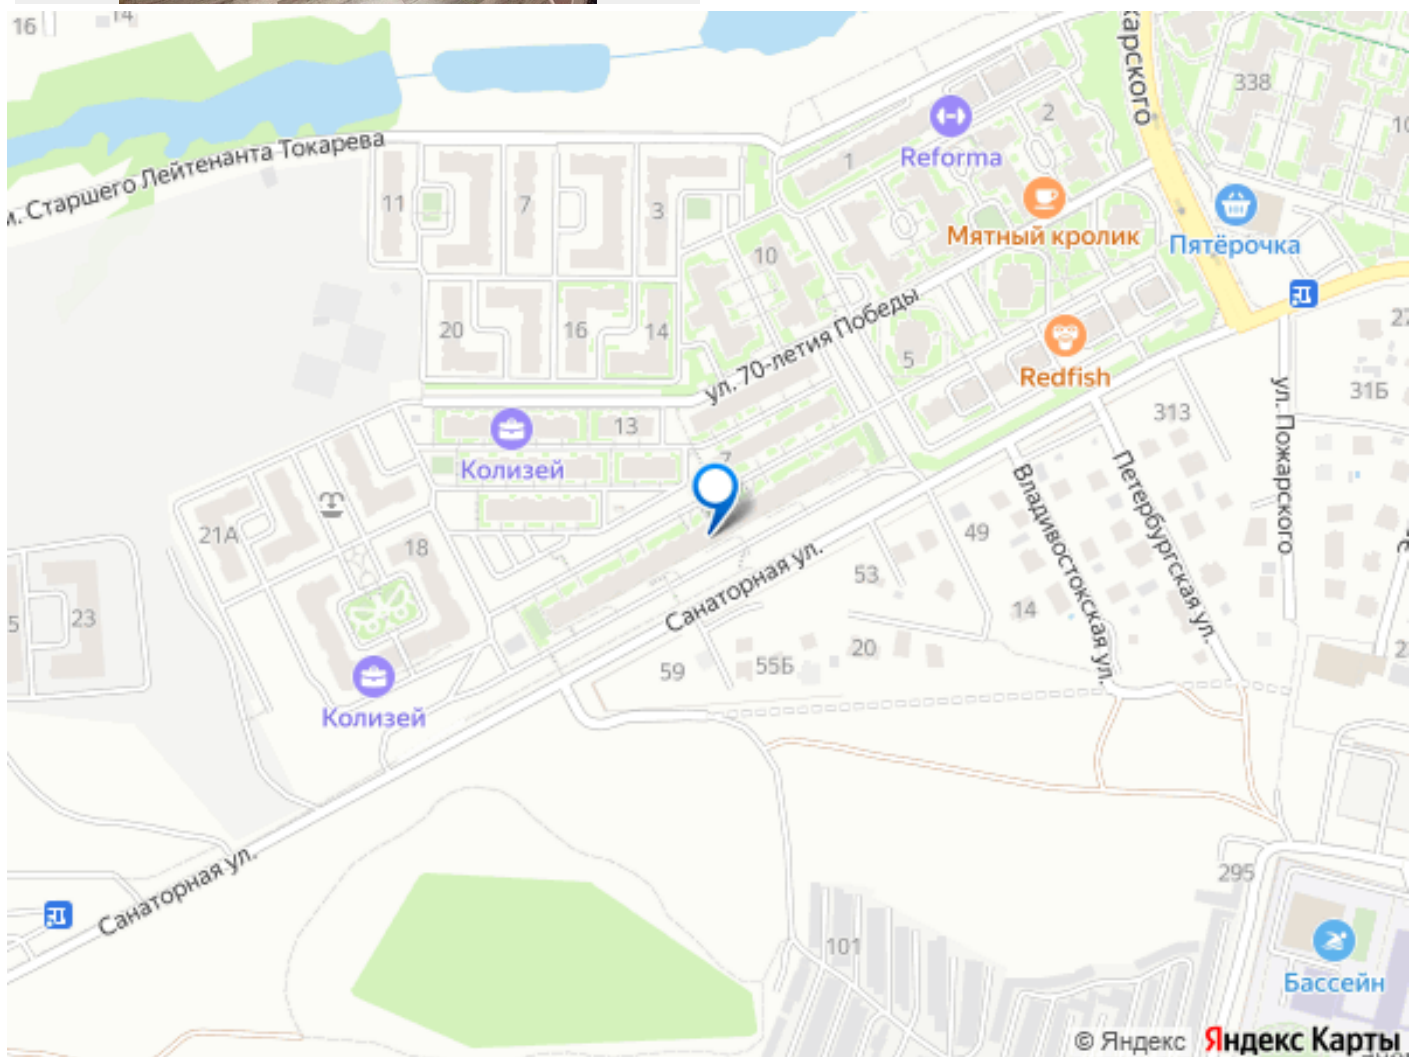 16
14
карского
338
10
м. Старшего Лейтенанта Токарева
2
Reforma
1
11
7
3
Мятный кролик
Пятёрочка
10
20
16
14
ул. 70-летия Победы
5
Redfish
27
31Б
313
ул. Пожарского
13
Колизей
7
Владивостокская ул.
Петербургская ул.
21А
18
49
Санаторная ул.
53
14
5
23
59
55Б
20
Колизей
Санаторная ул.
295
101
Бассейн
© Яндекс Яндекс Карты